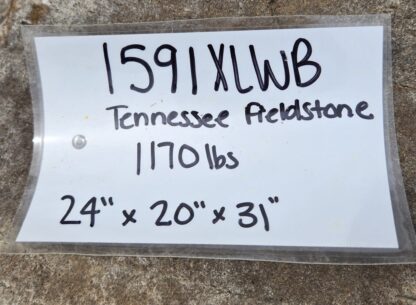 1591XLWB
Tennessee Fieldstone
1170 lbs
24" x 20" x 31"